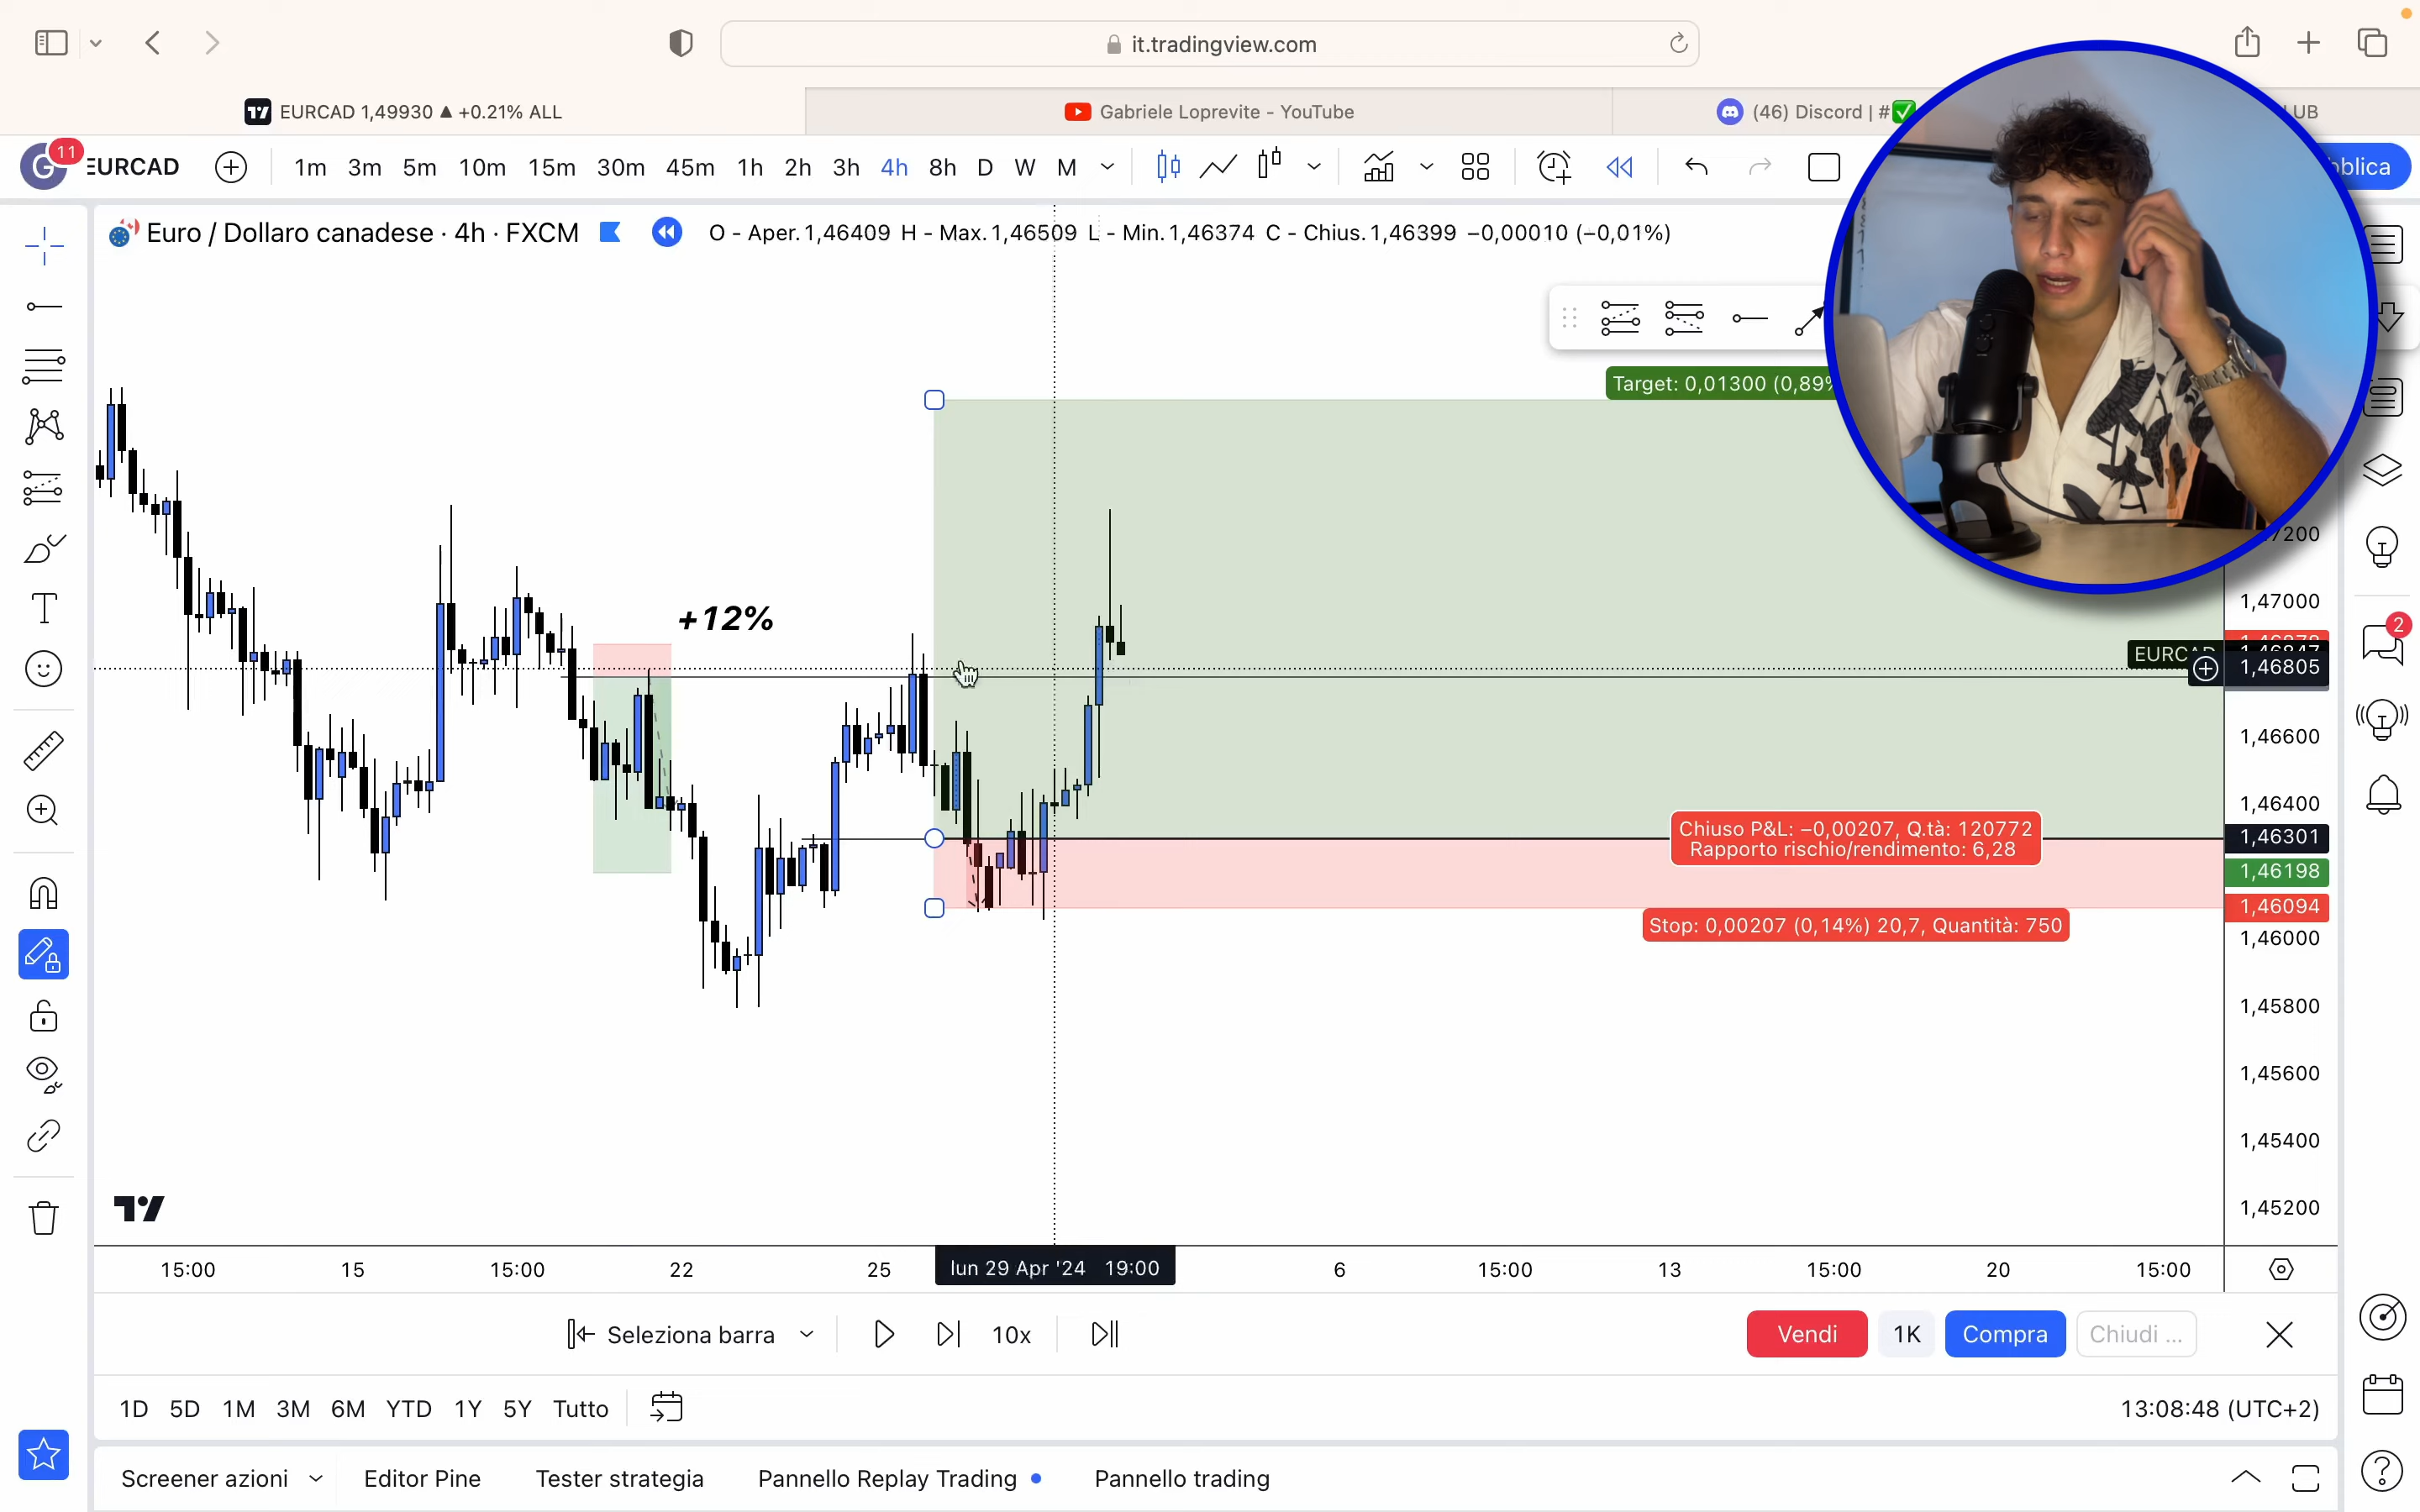 it.tradingview.com
EURCAD 1,49930 ▲ +0.21% ALL
Gabriele Loprevite - YouTube
(46) Discord | #✅
UB
G 11 EURCAD
1m 3m 5m 10m 15m 30m 45m 1h 2h 3h 4h 8h D W M
bblica
Euro / Dollaro canadese · 4h · FXCM
O - Aper. 1,46409 H - Max. 1,46509 L - Min. 1,46374 C - Chius. 1,46399 −0,00010 (−0,01%)
Target: 0,01300 (0,89%
7200
1,47000
+12%
EURCAD
1,46847
1,46805
1,46600
1,46400
Chiuso P&L: −0,00207, Q.tà: 120772
Rapporto rischio/rendimento: 6,28
1,46301
1,46198
1,46094
Stop: 0,00207 (0,14%) 20,7, Quantità: 750
1,46000
1,45800
1,45600
1,45400
1,45200
2
15:00 15 15:00 22 25 lun 29 Apr '24 19:00 6 15:00 13 15:00 20 15:00
Seleziona barra 10x Vendi 1K Compra Chiudi ...
1D 5D 1M 3M 6M YTD 1Y 5Y Tutto 13:08:48 (UTC+2)
Screener azioni Editor Pine Tester strategia Pannello Replay Trading Pannello trading